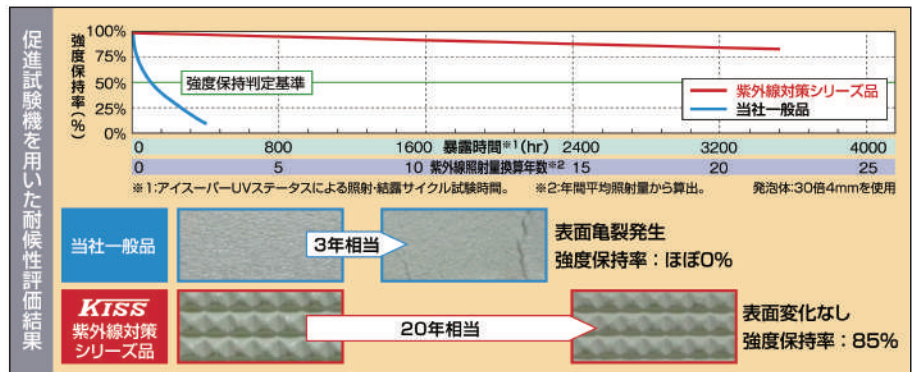 促進試験機を用いた耐候性評価結果
強度保持率(%)
100%
75%
50%
25%
0%
強度保持判定基準
紫外線対策シリーズ品
当社一般品
0 800 1600 暴露時間※1(hr) 2400 3200 4000
0 5 10 紫外線照射量換算年数※2 15 20 25
※1:アイスーパーUVステータスによる照射・結露サイクル試験時間。 ※2:年間平均照射量から算出。 発泡体:30倍4mmを使用
当社一般品
3年相当
表面亀裂発生
強度保持率:ほぼ0%
KISS
紫外線対策
シリーズ品
20年相当
表面変化なし
強度保持率:85%